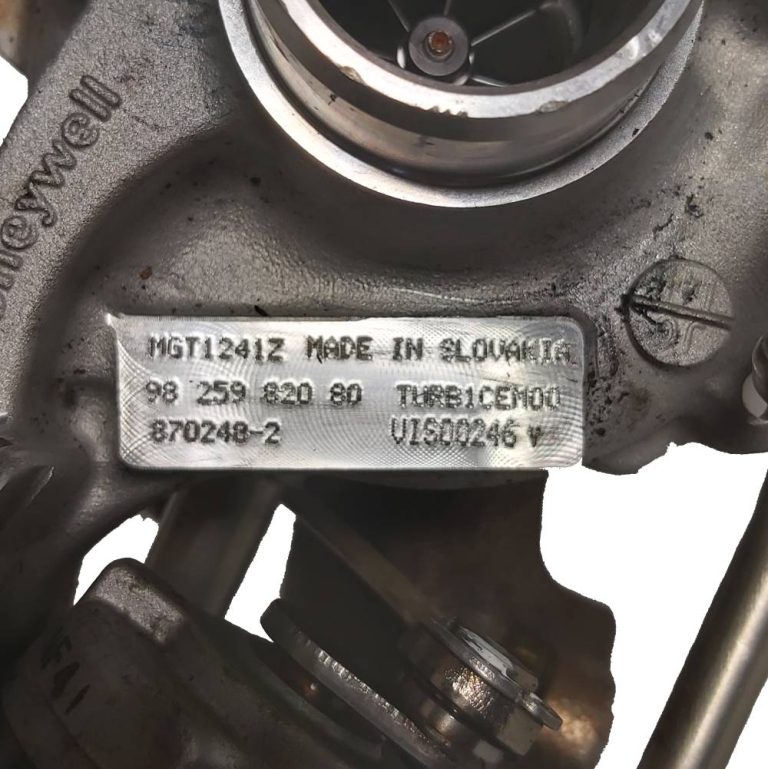 Honeywell
MGT1241Z MADE IN SLOVAKIA
98 259 820 80 TURB1CEM00
870248-2 VIS00246 v